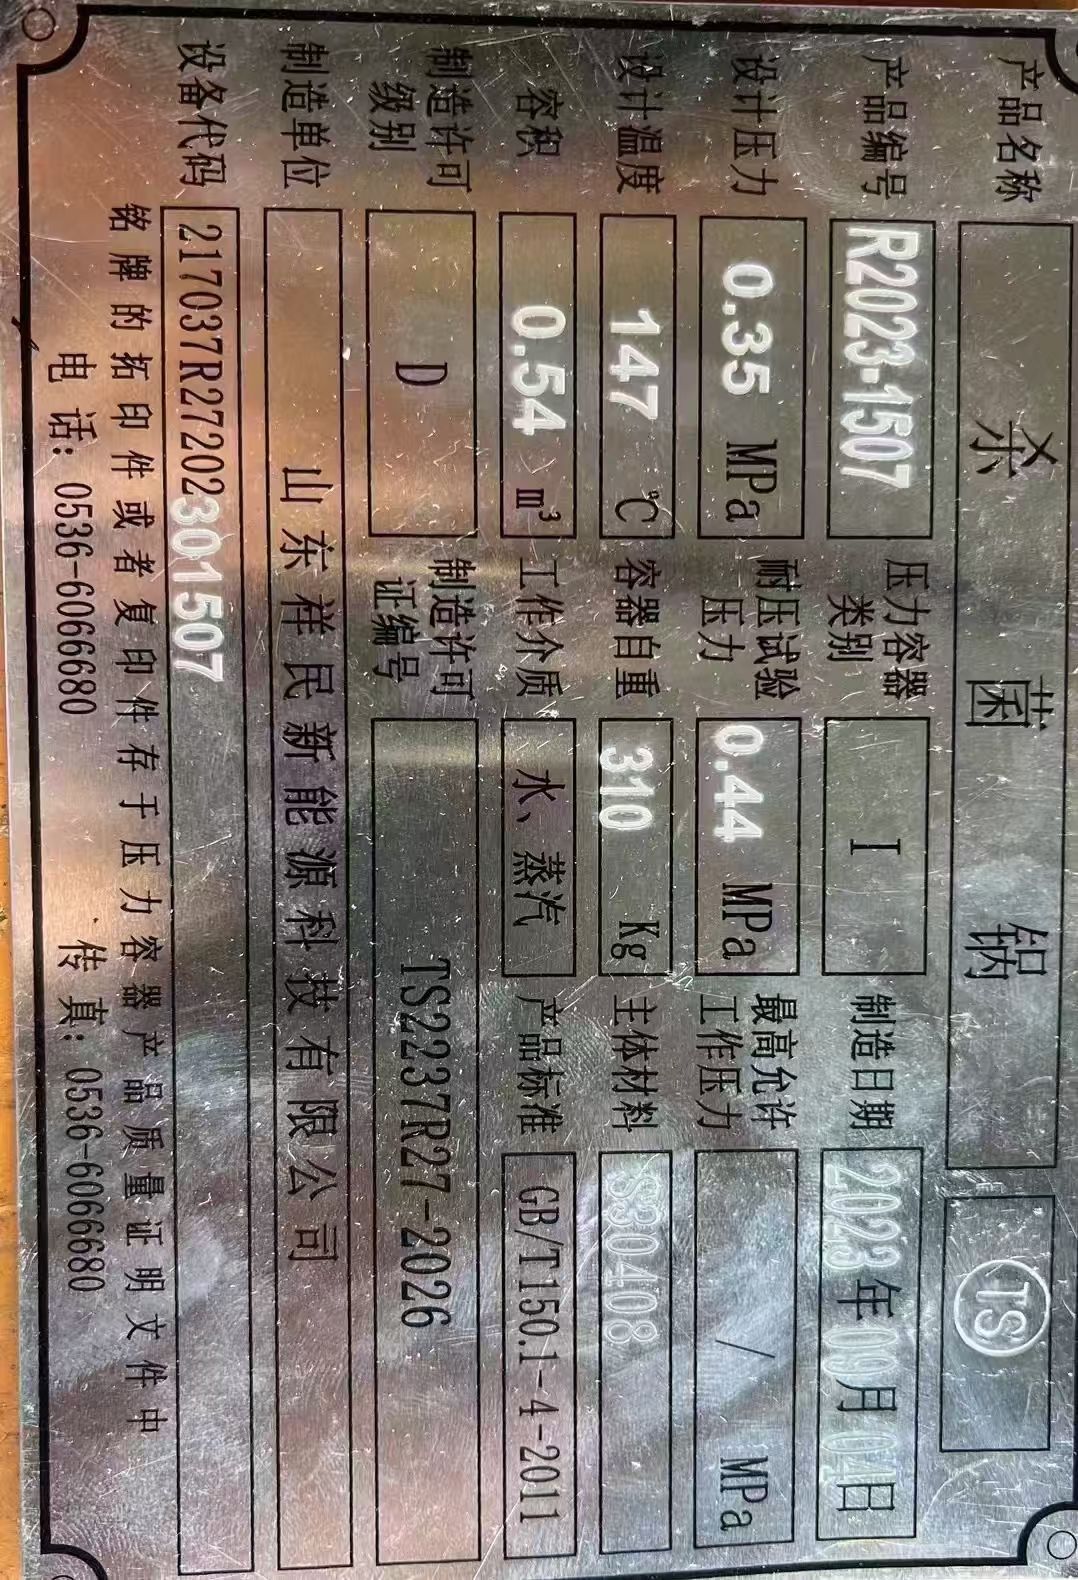 产品名称 杀菌锅 TS
产品编号 R2023-1507 压力容器类别 I 制造日期 2023年 月04日
设计压力 0.35 MPa 耐压试验压力 0.44 MPa 最高允许工作压力 / MPa
设计温度 147 ℃ 容器自重 310 Kg 主体材料 S30408
容积 0.54 m³ 工作介质 水、蒸汽 产品标准 GB/T150.1-4-2011
制造许可级别 D 制造许可证编号 TS2237R27-2026
制造单位 山东祥民新能源科技有限公司
设备代码 217037R27202301507
铭牌的拓印件或者复印件存于压力容器产品质量证明文件中
电话: 0536-6066680 传真: 0536-6066680